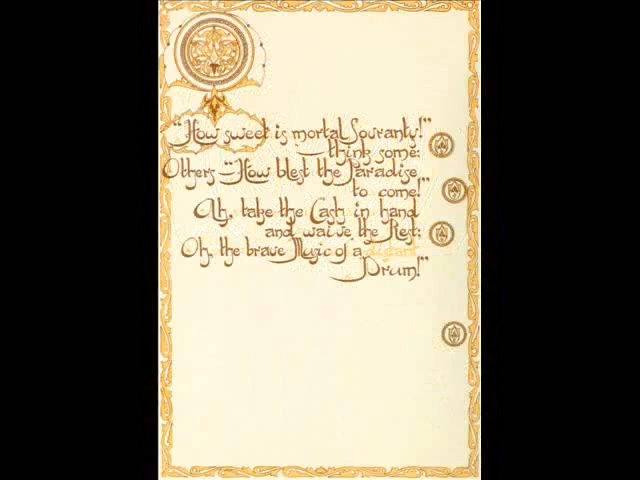 "How sweet is mortal Sovranty!"
think some:
Others—"How blest the Paradise
to come!"
Ah, take the Cash in hand
and waive the Rest;
Oh, the brave Music of a distant
Drum!"